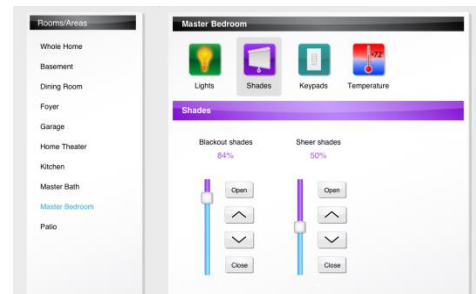 Rooms/Areas
Whole Home
Basement
Dining Room
Foyer
Garage
Home Theater
Kitchen
Master Bath
Master Bedroom
Patio
Master Bedroom
72°
Lights
Shades
Keypads
Temperature
Shades
Blackout shades
84%
Open
Close
Sheer shades
50%
Open
Close